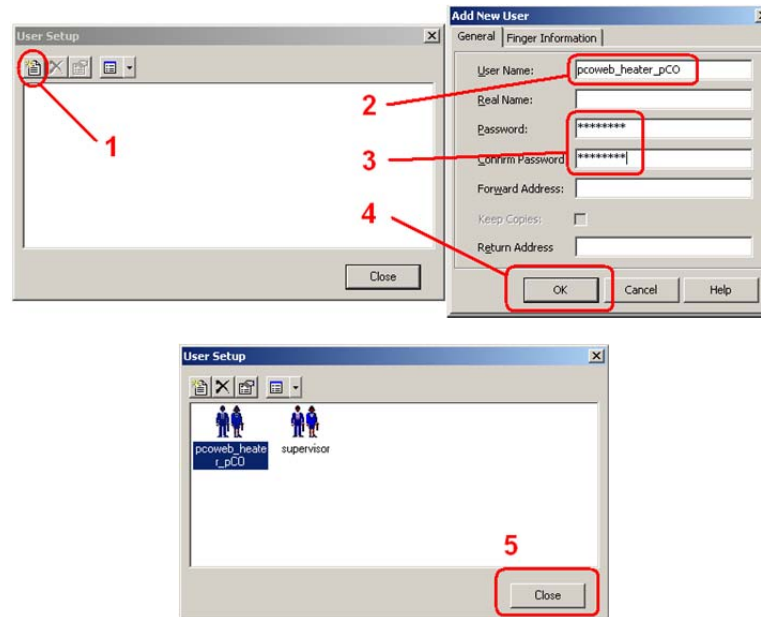 User Setup
1
Close
Add New User
General
Finger Information
User Name:
pcoweb_heater_pCO
2
Real Name:
Password:
********
3
Confirm Password
********
Forward Address:
4
Keep Copies:
Return Address
OK
Cancel
Help
User Setup
pcoweb_heate
r_pCO
supervisor
5
Close